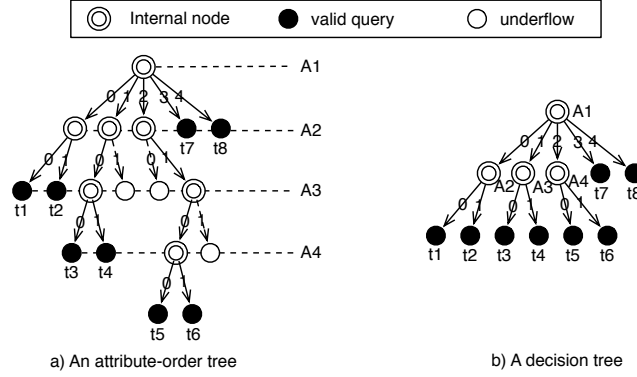 Internal node valid query underflow
A1
0 1 2 3 4
A2
t7 t8
0 1 0 1 0 1
A3
t1 t2
0 1 0 1
A4
t3 t4
0 1
t5 t6
a) An attribute-order tree
A1
0 1 2 3 4
A2 A3 A4
t7 t8
0 1 0 1 0 1
t1 t2 t3 t4 t5 t6
b) A decision tree